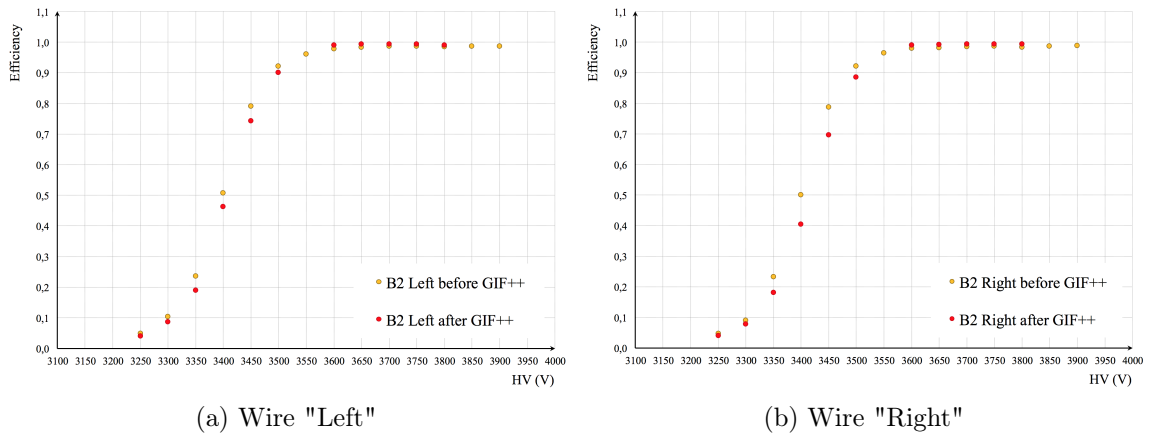 Efficiency
1,1
1,0
0,9
0,8
0,7
0,6
0,5
0,4
0,3
0,2
0,1
0,0
B2 Left before GIF++
B2 Left after GIF++
3100 3150 3200 3250 3300 3350 3400 3450 3500 3550 3600 3650 3700 3750 3800 3850 3900 3950 4000
HV (V)
(a) Wire "Left"
Efficiency
1,1
1,0
0,9
0,8
0,7
0,6
0,5
0,4
0,3
0,2
0,1
0,0
B2 Right before GIF++
B2 Right after GIF++
3100 3150 3200 3250 3300 3350 3400 3450 3500 3550 3600 3650 3700 3750 3800 3850 3900 3950 4000
HV (V)
(b) Wire "Right"